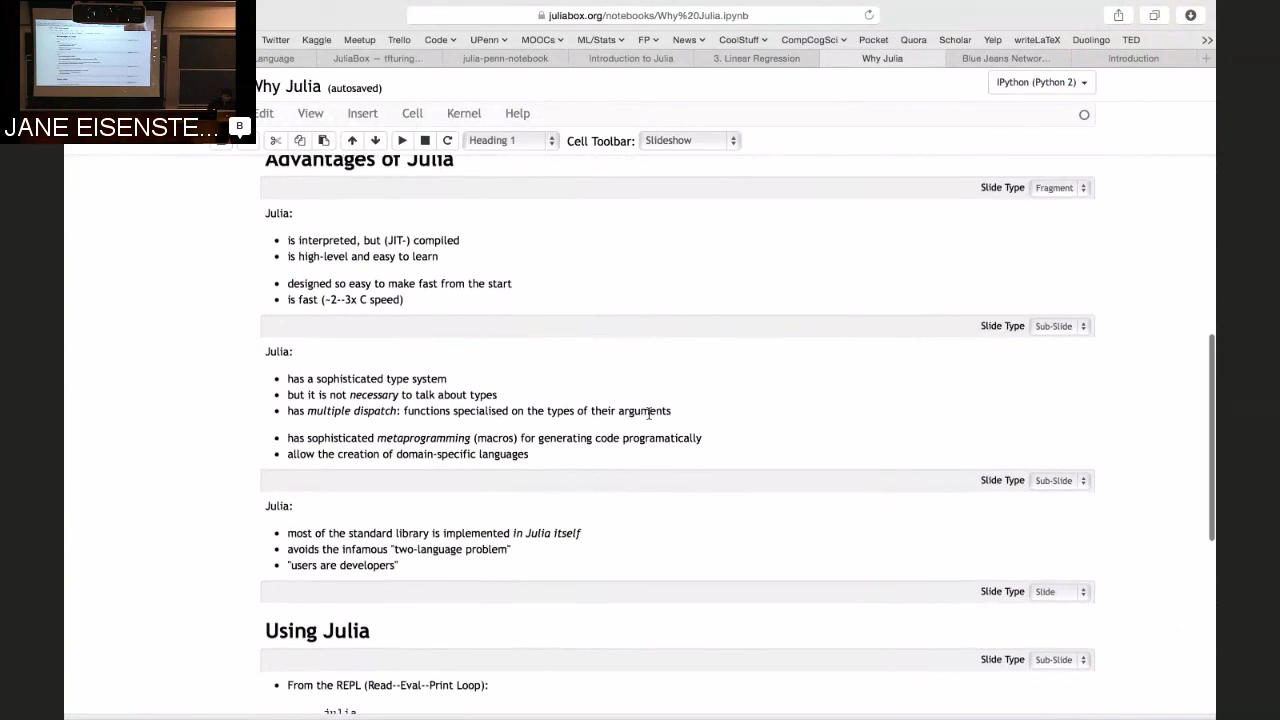 juliabox.org/notebooks/Why%20Julia.ipynb
Twitter Kaggle Meetup Trello Code UPenn MOOCs DOCs Stats FP News CoolStuff Quora Scholar Yelp writeLaTeX Duolingo TED
Language JuliaBox — tfturing... julia-penn-notebook Introduction to Julia 3. Linear Regression Why Julia Blue Jeans Networ... Introduction
Why Julia (autosaved)
IPython (Python 2)
JANE EISENSTE...
B
Edit View Insert Cell Kernel Help
Heading 1 Cell Toolbar: Slideshow
Advantages of Julia
Slide Type Fragment
Julia:
• is interpreted, but (JIT-) compiled
• is high-level and easy to learn
• designed so easy to make fast from the start
• is fast (~2--3x C speed)
Slide Type Sub-Slide
Julia:
• has a sophisticated type system
• but it is not necessary to talk about types
• has multiple dispatch: functions specialised on the types of their arguments
• has sophisticated metaprogramming (macros) for generating code programatically
• allow the creation of domain-specific languages
Slide Type Sub-Slide
Julia:
• most of the standard library is implemented in Julia itself
• avoids the infamous "two-language problem"
• "users are developers"
Slide Type Slide
Using Julia
Slide Type Sub-Slide
• From the REPL (Read--Eval--Print Loop):
julia